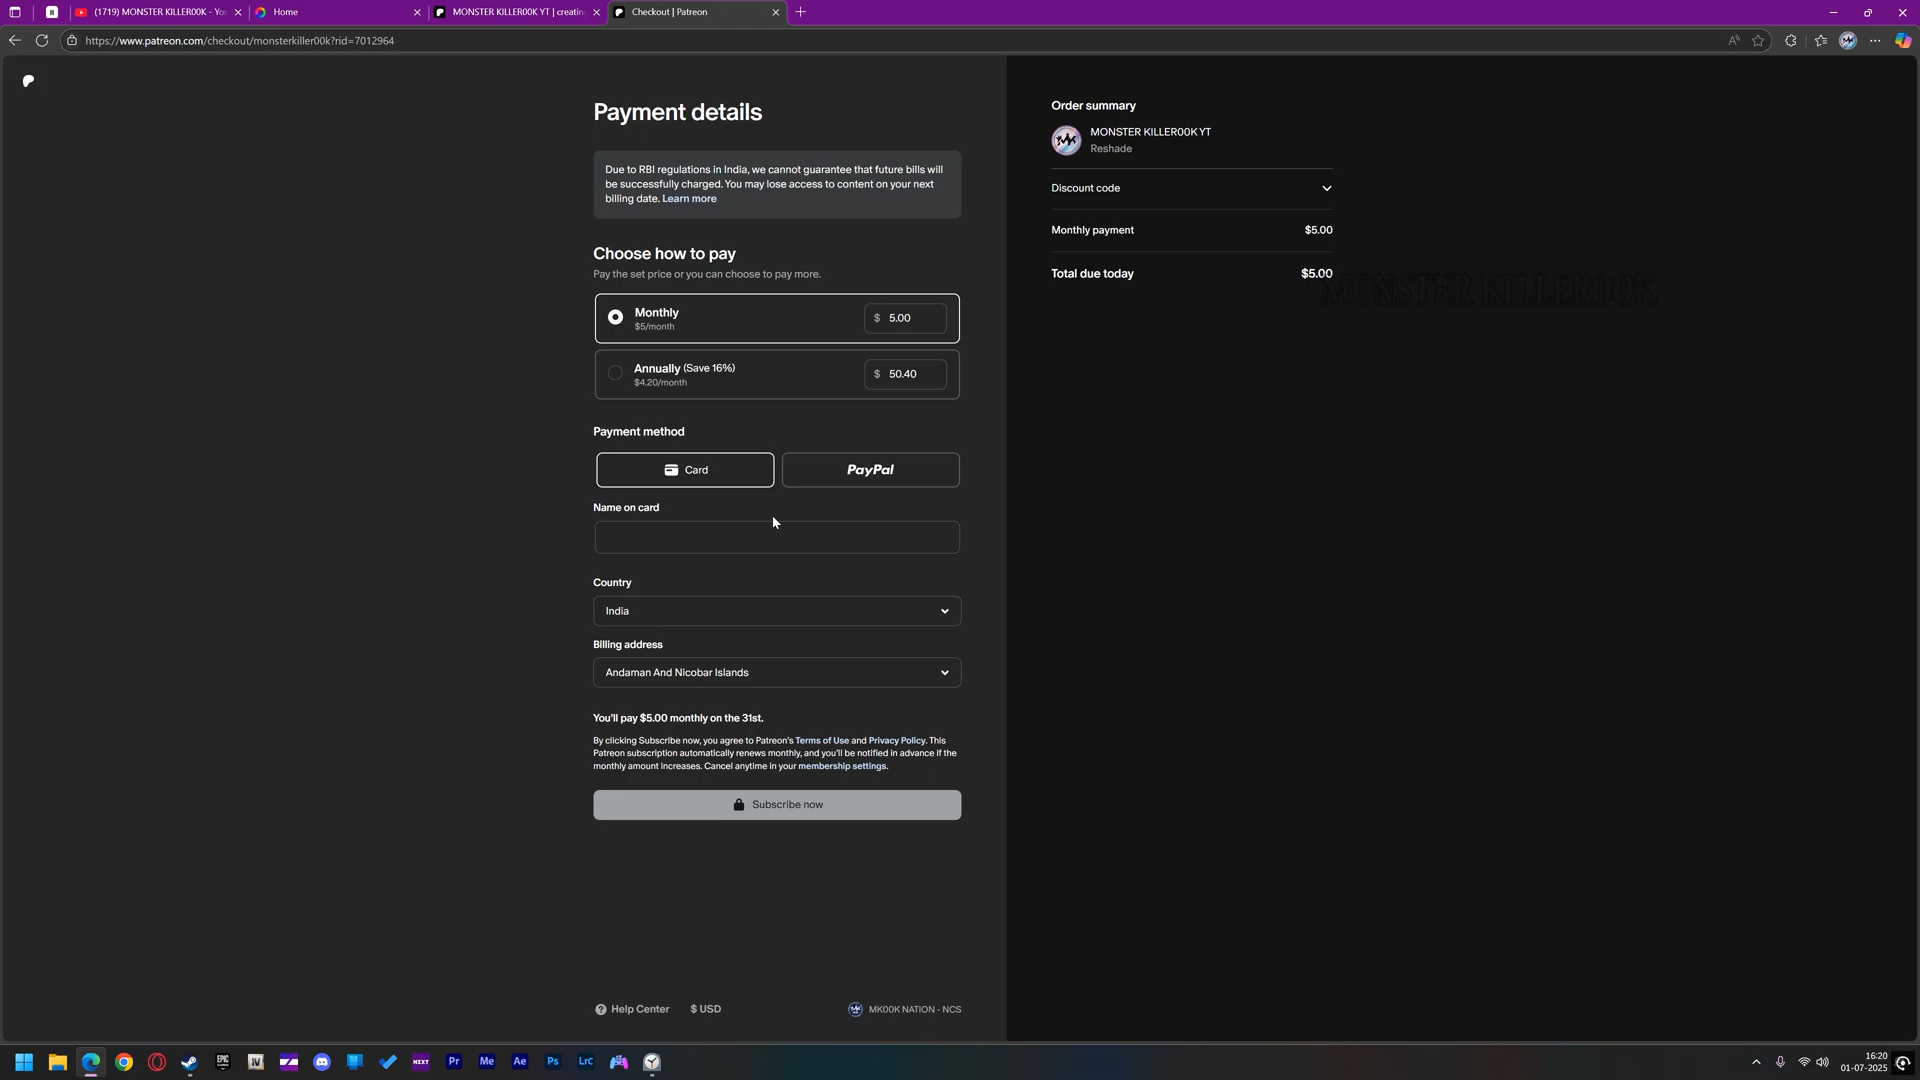 (1719) MONSTER KILLER00K - Yo
Home
MONSTER KILLER00K YT | creatin
Checkout | Patreon
https://www.patreon.com/checkout/monsterkiller00k?rid=7012964
Payment details
Due to RBI regulations in India, we cannot guarantee that future bills will
be successfully charged. You may lose access to content on your next
billing date. Learn more
Choose how to pay
Pay the set price or you can choose to pay more.
Monthly
$5/month
$ 5.00
Annually (Save 16%)
$4.20/month
$ 50.40
Payment method
Card
PayPal
Name on card
Country
India
Billing address
Andaman And Nicobar Islands
You'll pay $5.00 monthly on the 31st.
By clicking Subscribe now, you agree to Patreon's Terms of Use and Privacy Policy. This
Patreon subscription automatically renews monthly, and you'll be notified in advance if the
monthly amount increases. Cancel anytime in your membership settings.
Subscribe now
Help Center
$ USD
MK00K NATION - NCS
Order summary
MONSTER KILLER00K YT
Reshade
Discount code
Monthly payment
$5.00
Total due today
$5.00
MONSTER KILLER00K
EPIC
GAMES
IV
NEXT
Pr
Me
Ae
Ps
LrC
16:20
01-07-2025